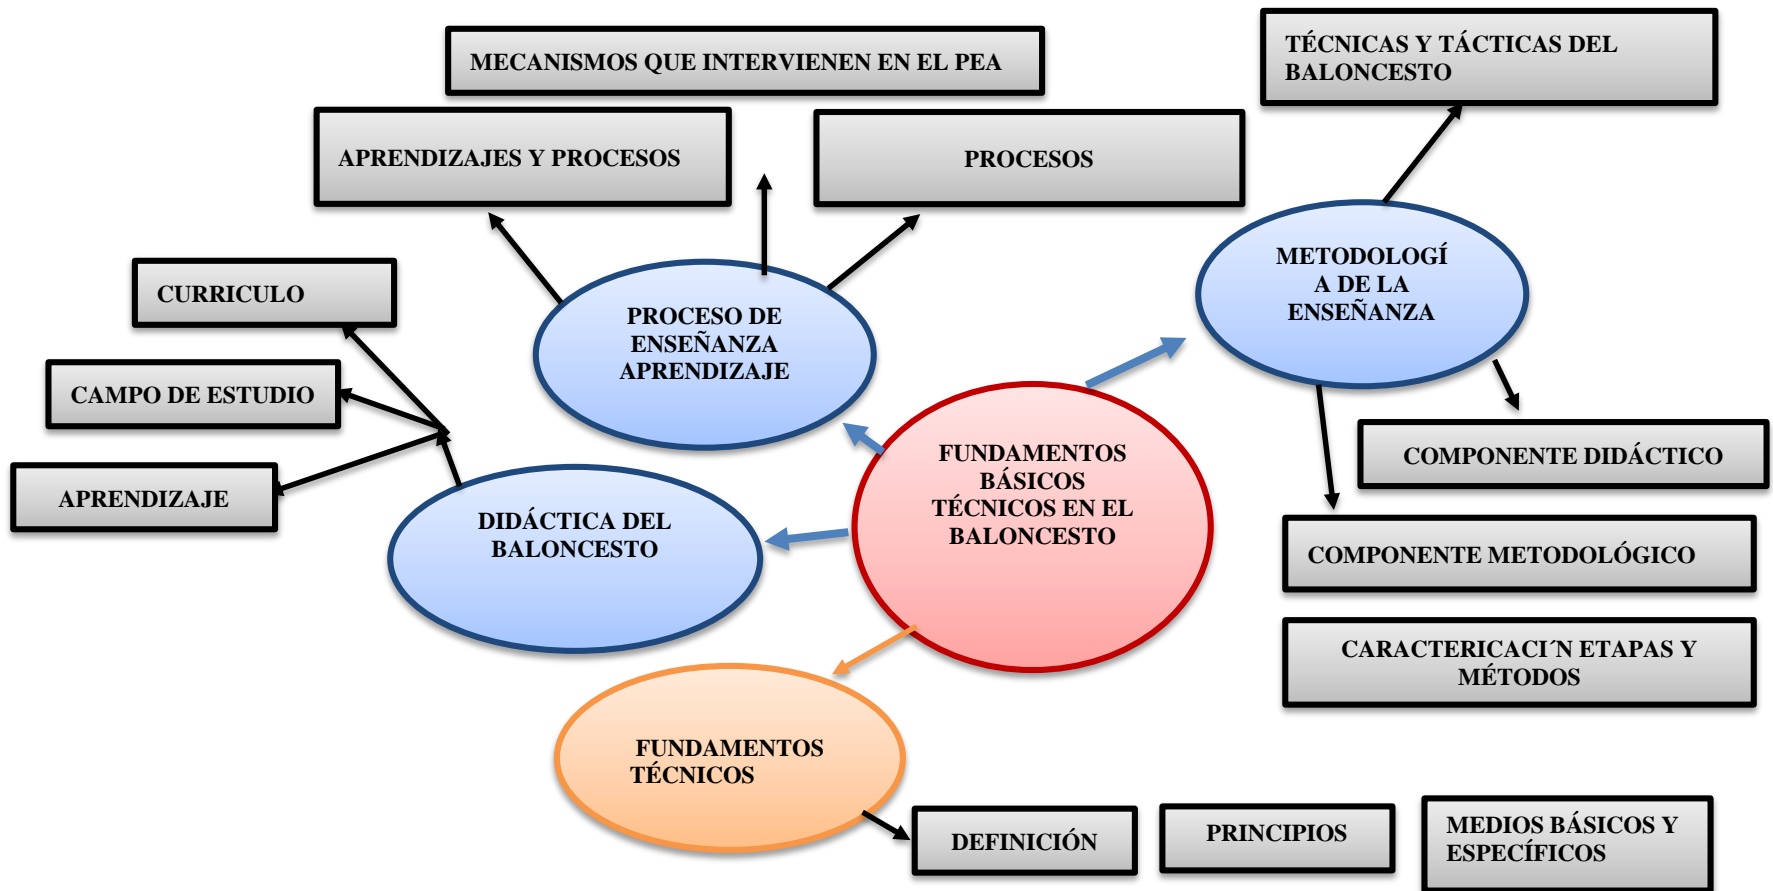 MECANISMOS QUE INTERVIENEN EN EL PEA
TÉCNICAS Y TÁCTICAS DEL
BALONCESTO
APRENDIZAJES Y PROCESOS
PROCESOS
METODOLOGÍ
A DE LA
ENSEÑANZA
CURRICULO
PROCESO DE
ENSEÑANZA
APRENDIZAJE
CAMPO DE ESTUDIO
APRENDIZAJE
FUNDAMENTOS
BÁSICOS
TÉCNICOS EN EL
BALONCESTO
COMPONENTE DIDÁCTICO
DIDÁCTICA DEL
BALONCESTO
COMPONENTE METODOLÓGICO
CARACTERICACI´N ETAPAS Y
MÉTODOS
FUNDAMENTOS
TÉCNICOS
DEFINICIÓN
PRINCIPIOS
MEDIOS BÁSICOS Y
ESPECÍFICOS